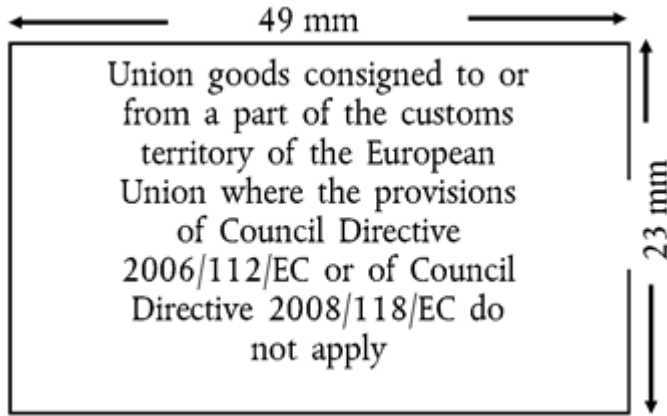 49 mm
Union goods consigned to or
from a part of the customs
territory of the European
Union where the provisions
of Council Directive
2006/112/EC or of Council
Directive 2008/118/EC do
not apply
23 mm